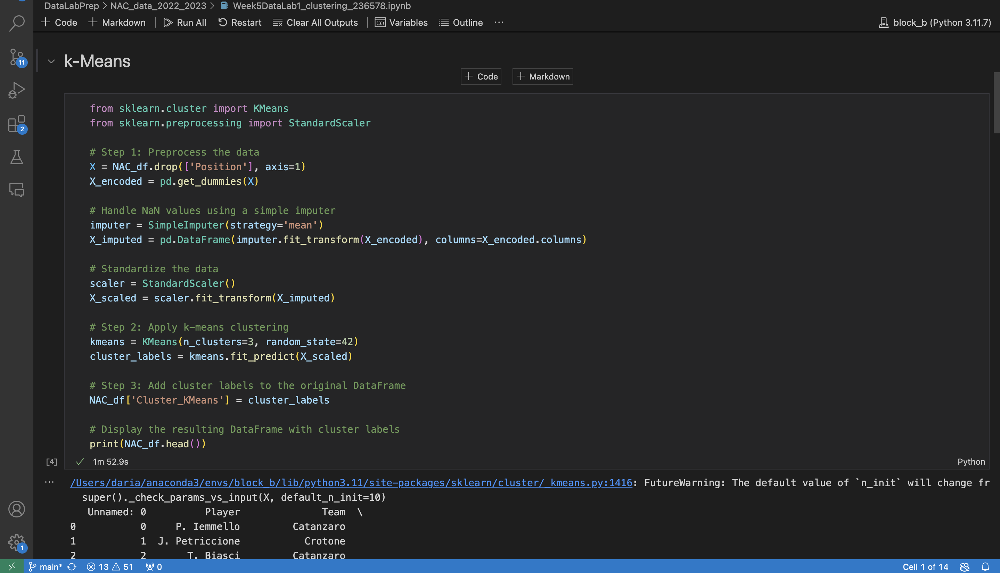 DataLabPrep > NAC_data_2022_2023 > Week5DataLab1_clustering_236578.ipynb
+ Code + Markdown | Run All Restart Clear All Outputs | (x) Variables Outline ··· block_b (Python 3.11.7)
11
2
k-Means
+ Code + Markdown
from sklearn.cluster import KMeans
from sklearn.preprocessing import StandardScaler
# Step 1: Preprocess the data
X = NAC_df.drop(['Position'], axis=1)
X_encoded = pd.get_dummies(X)
# Handle NaN values using a simple imputer
imputer = SimpleImputer(strategy='mean')
X_imputed = pd.DataFrame(imputer.fit_transform(X_encoded), columns=X_encoded.columns)
# Standardize the data
scaler = StandardScaler()
X_scaled = scaler.fit_transform(X_imputed)
# Step 2: Apply k-means clustering
kmeans = KMeans(n_clusters=3, random_state=42)
cluster_labels = kmeans.fit_predict(X_scaled)
# Step 3: Add cluster labels to the original DataFrame
NAC_df['Cluster_KMeans'] = cluster_labels
# Display the resulting DataFrame with cluster labels
print(NAC_df.head())
[4] ✓ 1m 52.9s Python
··· /Users/daria/anaconda3/envs/block_b/lib/python3.11/site-packages/sklearn/cluster/_kmeans.py:1416: FutureWarning: The default value of `n_init` will change fr
super()._check_params_vs_input(X, default_n_init=10)
Unnamed: 0 Player Team \
0 0 P. Iemmello Catanzaro
1 1 J. Petriccione Crotone
2 2 T. Biasci Catanzaro
1
main* 13 51 0 Cell 1 of 14